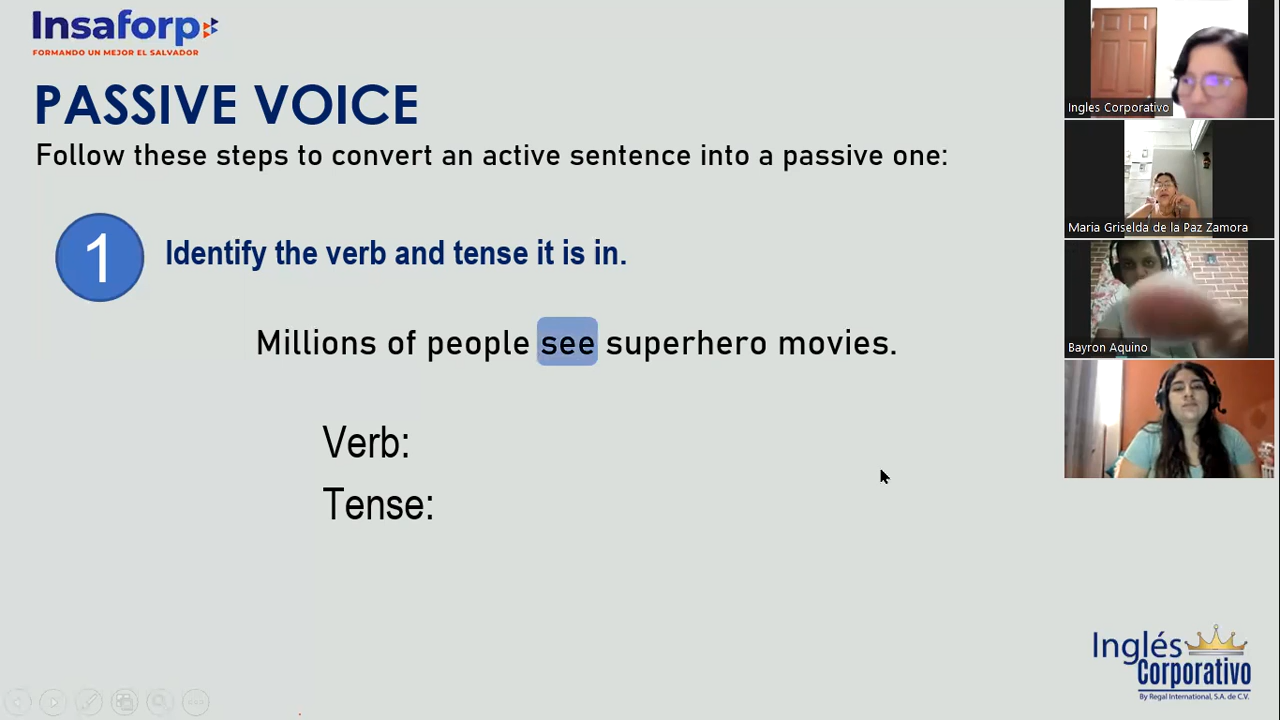 Insaforp
FORMANDO UN MEJOR EL SALVADOR
PASSIVE VOICE
Follow these steps to convert an active sentence into a passive one:
1
Identify the verb and tense it is in.
Millions of people see superhero movies.
Verb:
Tense:
Ingles Corporativo
Maria Griselda de la Paz Zamora
Bayron Aquino
Inglés
Corporativo
By Regal International, S.A. de C.V.